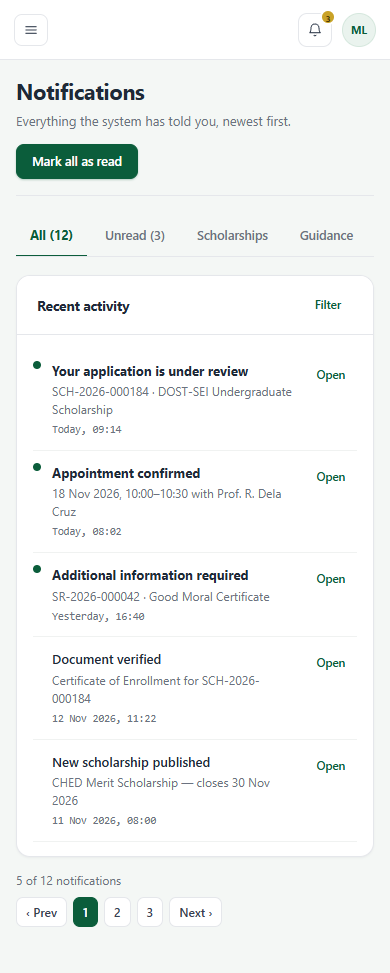 3
ML
Notifications
Everything the system has told you, newest first.
Mark all as read
All (12) Unread (3) Scholarships Guidance
Recent activity Filter
Your application is under review
Open
SCH-2026-000184 · DOST-SEI Undergraduate
Scholarship
Today, 09:14
Appointment confirmed
Open
18 Nov 2026, 10:00–10:30 with Prof. R. Dela
Cruz
Today, 08:02
Additional information required
Open
SR-2026-000042 · Good Moral Certificate
Yesterday, 16:40
Document verified
Open
Certificate of Enrollment for SCH-2026-
000184
12 Nov 2026, 11:22
New scholarship published
Open
CHED Merit Scholarship — closes 30 Nov
2026
11 Nov 2026, 08:00
5 of 12 notifications
‹ Prev 1 2 3 Next ›